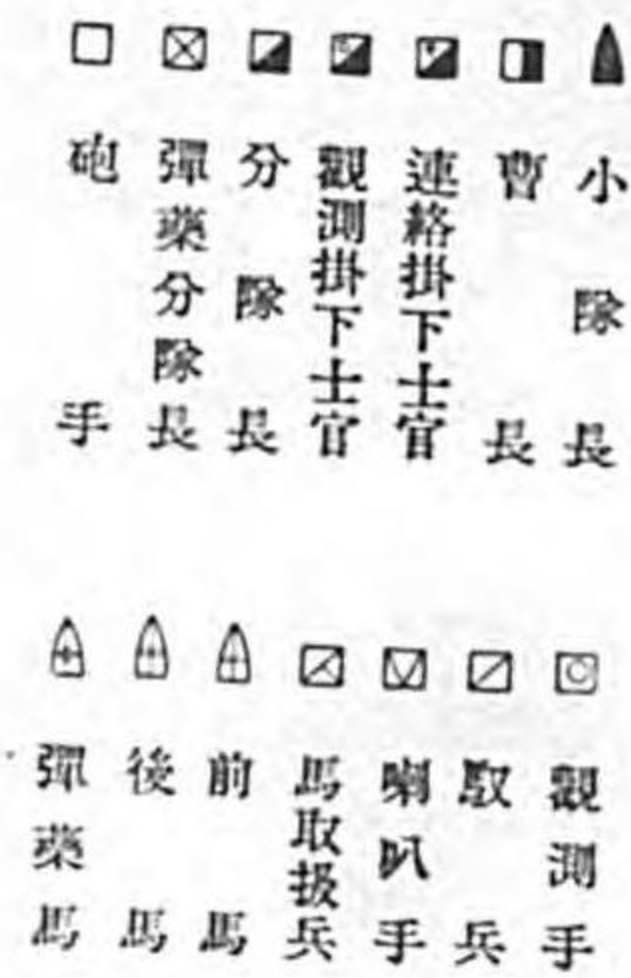 小隊長
曹長
連絡掛下士官
觀測掛下士官
分隊長
彈藥分隊長
砲手
觀測手
馭兵
喇叭手
馬取扱兵
前馬
後馬
彈藥馬